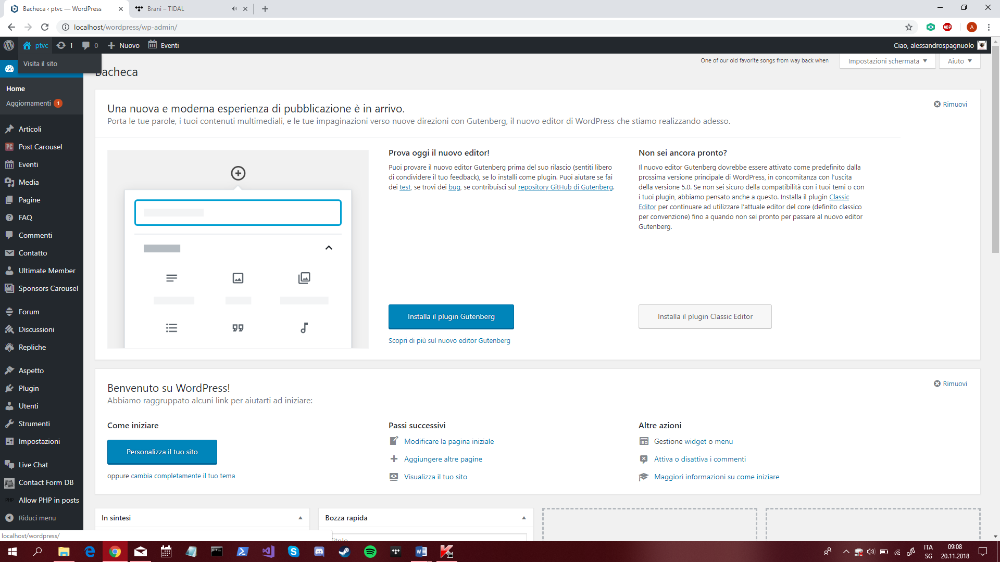 Bacheca ‹ ptvc — WordPress
Brani – TIDAL
localhost/wordpress/wp-admin/
ABP
A
ptvc
1
0
Nuovo
Eventi
Ciao, alessandrospagnuolo
Visita il sito
One of our old favorite songs from way back when
Impostazioni schermata
Aiuto
Bacheca
Home
Aggiornamenti 1
Articoli
PC Post Carousel
Eventi
Media
Pagine
FAQ
Commenti
Contatto
Ultimate Member
Sponsors Carousel
Forum
Discussioni
Repliche
Aspetto
Plugin
Utenti
Strumenti
Impostazioni
Live Chat
Contact Form DB
PHP Allow PHP in posts
Riduci menu
Una nuova e moderna esperienza di pubblicazione è in arrivo.
Rimuovi
Porta le tue parole, i tuoi contenuti multimediali, e le tue impaginazioni verso nuove direzioni con Gutenberg, il nuovo editor di WordPress che stiamo realizzando adesso.
Prova oggi il nuovo editor!
Puoi provare il nuovo editor Gutenberg prima del suo rilascio (sentiti libero
di condividere il tuo feedback), se lo installi come plugin. Puoi aiutare se fai
dei test, se trovi dei bug, se contribuisci sul repository GitHub di Gutenberg.
Installa il plugin Gutenberg
Scopri di più sul nuovo editor Gutenberg
Non sei ancora pronto?
Il nuovo editor Gutenberg dovrebbe essere attivato come predefinito dalla
prossima versione principale di WordPress, in concomitanza con l'uscita
della versione 5.0. Se non sei sicuro della compatibilità con i tuoi temi o con
i tuoi plugin, abbiamo pensato anche a questo. Installa il plugin Classic
Editor per continuare ad utilizzare l'attuale editor del core (definito classico
per convenzione) fino a quando non sei pronto per passare al nuovo editor
Gutenberg.
Installa il plugin Classic Editor
Benvenuto su WordPress!
Rimuovi
Abbiamo raggruppato alcuni link per aiutarti ad iniziare:
Come iniziare
Personalizza il tuo sito
oppure cambia completamente il tuo tema
Passi successivi
Modificare la pagina iniziale
Aggiungere altre pagine
Visualizza il tuo sito
Altre azioni
Gestione widget o menu
Attiva o disattiva i commenti
Maggiori informazioni su come iniziare
In sintesi
Bozza rapida
Titolo
localhost/wordpress/
ITA
SG
09:08
20.11.2018